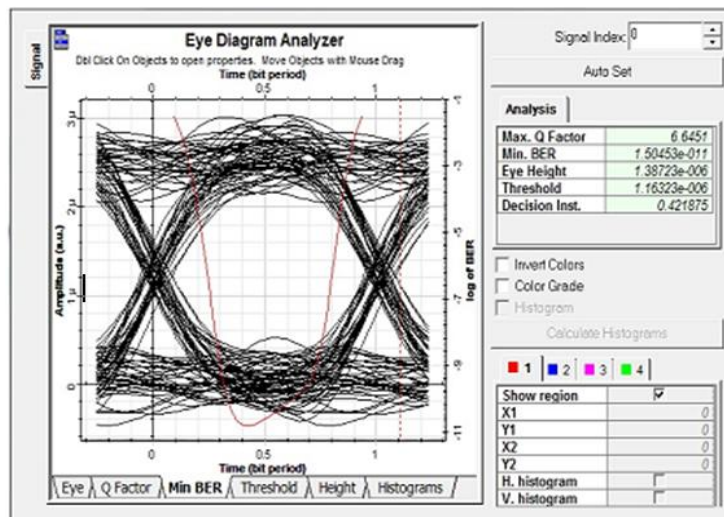 Signal
Eye Diagram Analyzer
Dbl Click On Objects to open properties. Move Objects with Mouse Drag
Time (bit period)
0 0.5 1
3μ
2μ
1μ
0
Amplitude (a.u.)
-1
-3
-5
-6
-7
-9
-11
log of BER
0 0.5 1
Time (bit period)
Eye Q Factor Min BER Threshold Height Histograms
Signal Index: 0
Auto Set
Analysis
Max. Q Factor 6.6451
Min. BER 1.50453e-011
Eye Height 1.38723e-006
Threshold 1.16323e-006
Decision Inst. 0.421875
Invert Colors
Color Grade
Histogram
Calculate Histograms
1 2 3 4
Show region
X1 0
Y1 0
X2 0
Y2 0
H. histogram
V. histogram